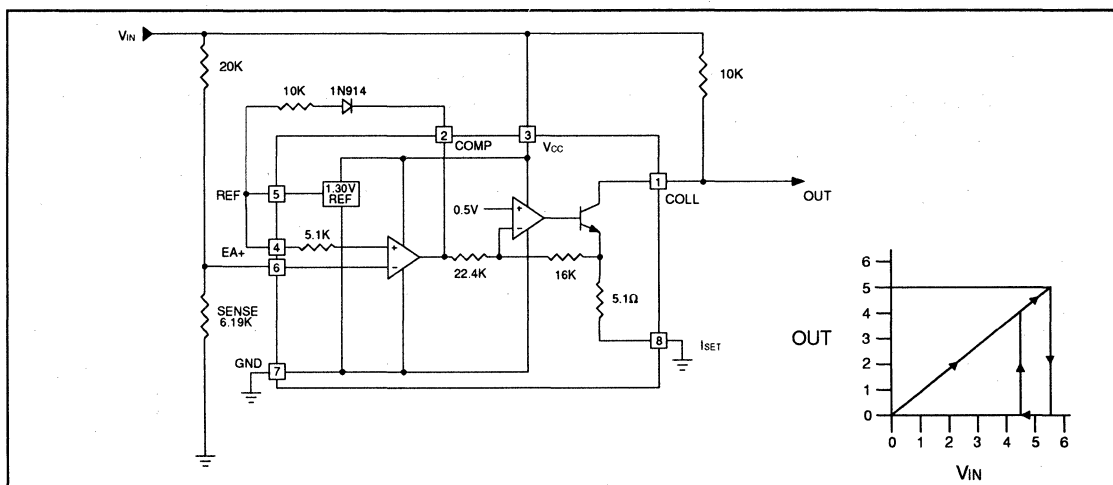 VIN
20K
10K
1N914
10K
2
COMP
3
VCC
REF
5
1.30V
REF
0.5V
+
−
1
COLL
OUT
EA+
4
5.1K
6
+
−
22.4K
16K
5.1Ω
SENSE
6.19K
GND
7
8
ISET
6
5
4
3
2
1
0
OUT
0 1 2 3 4 5 6
VIN